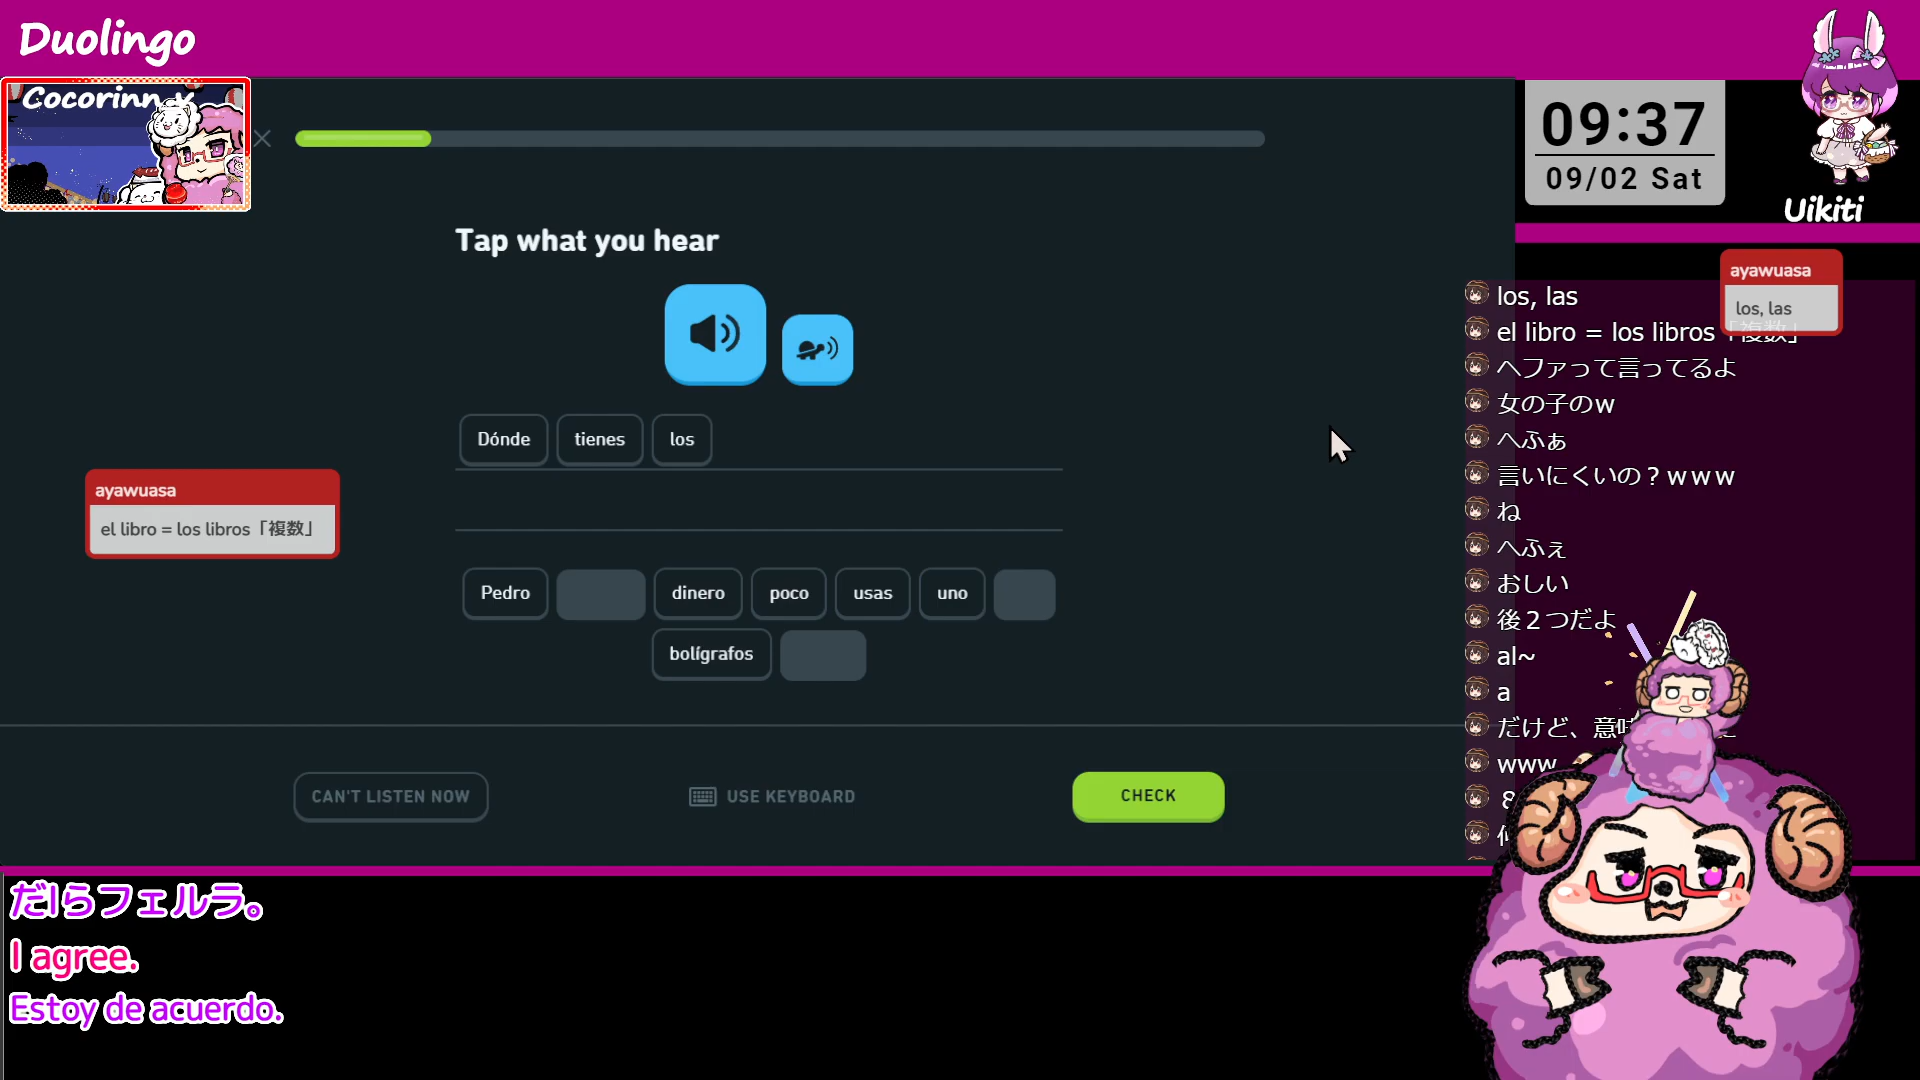 Duolingo
Cocorinn
Tap what you hear
Dónde tienes los
Pedro dinero poco usas uno
bolígrafos
CAN'T LISTEN NOW
USE KEYBOARD
CHECK
ayawuasa
el libro = los libros「複数」
09:37
09/02 Sat
Uikiti
ayawuasa
los, las
los, las
el libro = los libros「複数」
ヘファって言ってるよ
女の子のw
へふぁ
言いにくいの？ｗｗｗ
ね
へふぇ
おしい
後２つだよ
al~
a
だけど、意味
www
だlらフェルラ。
I agree.
Estoy de acuerdo.